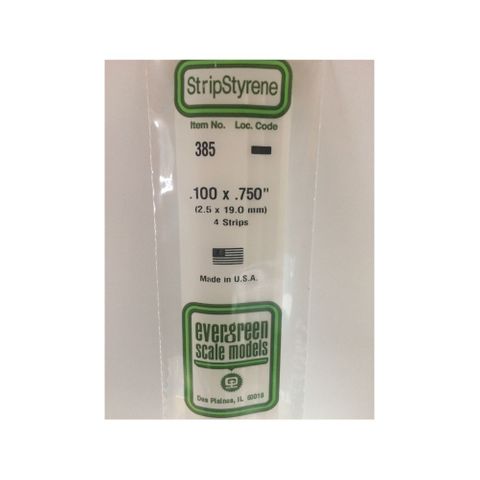 StripStyrene
Item No. Loc. Code
385
.100 x .750"
(2.5 x 19.0 mm)
4 Strips
Made in U.S.A.
evergreen
scale models
Des Plaines, IL 60018